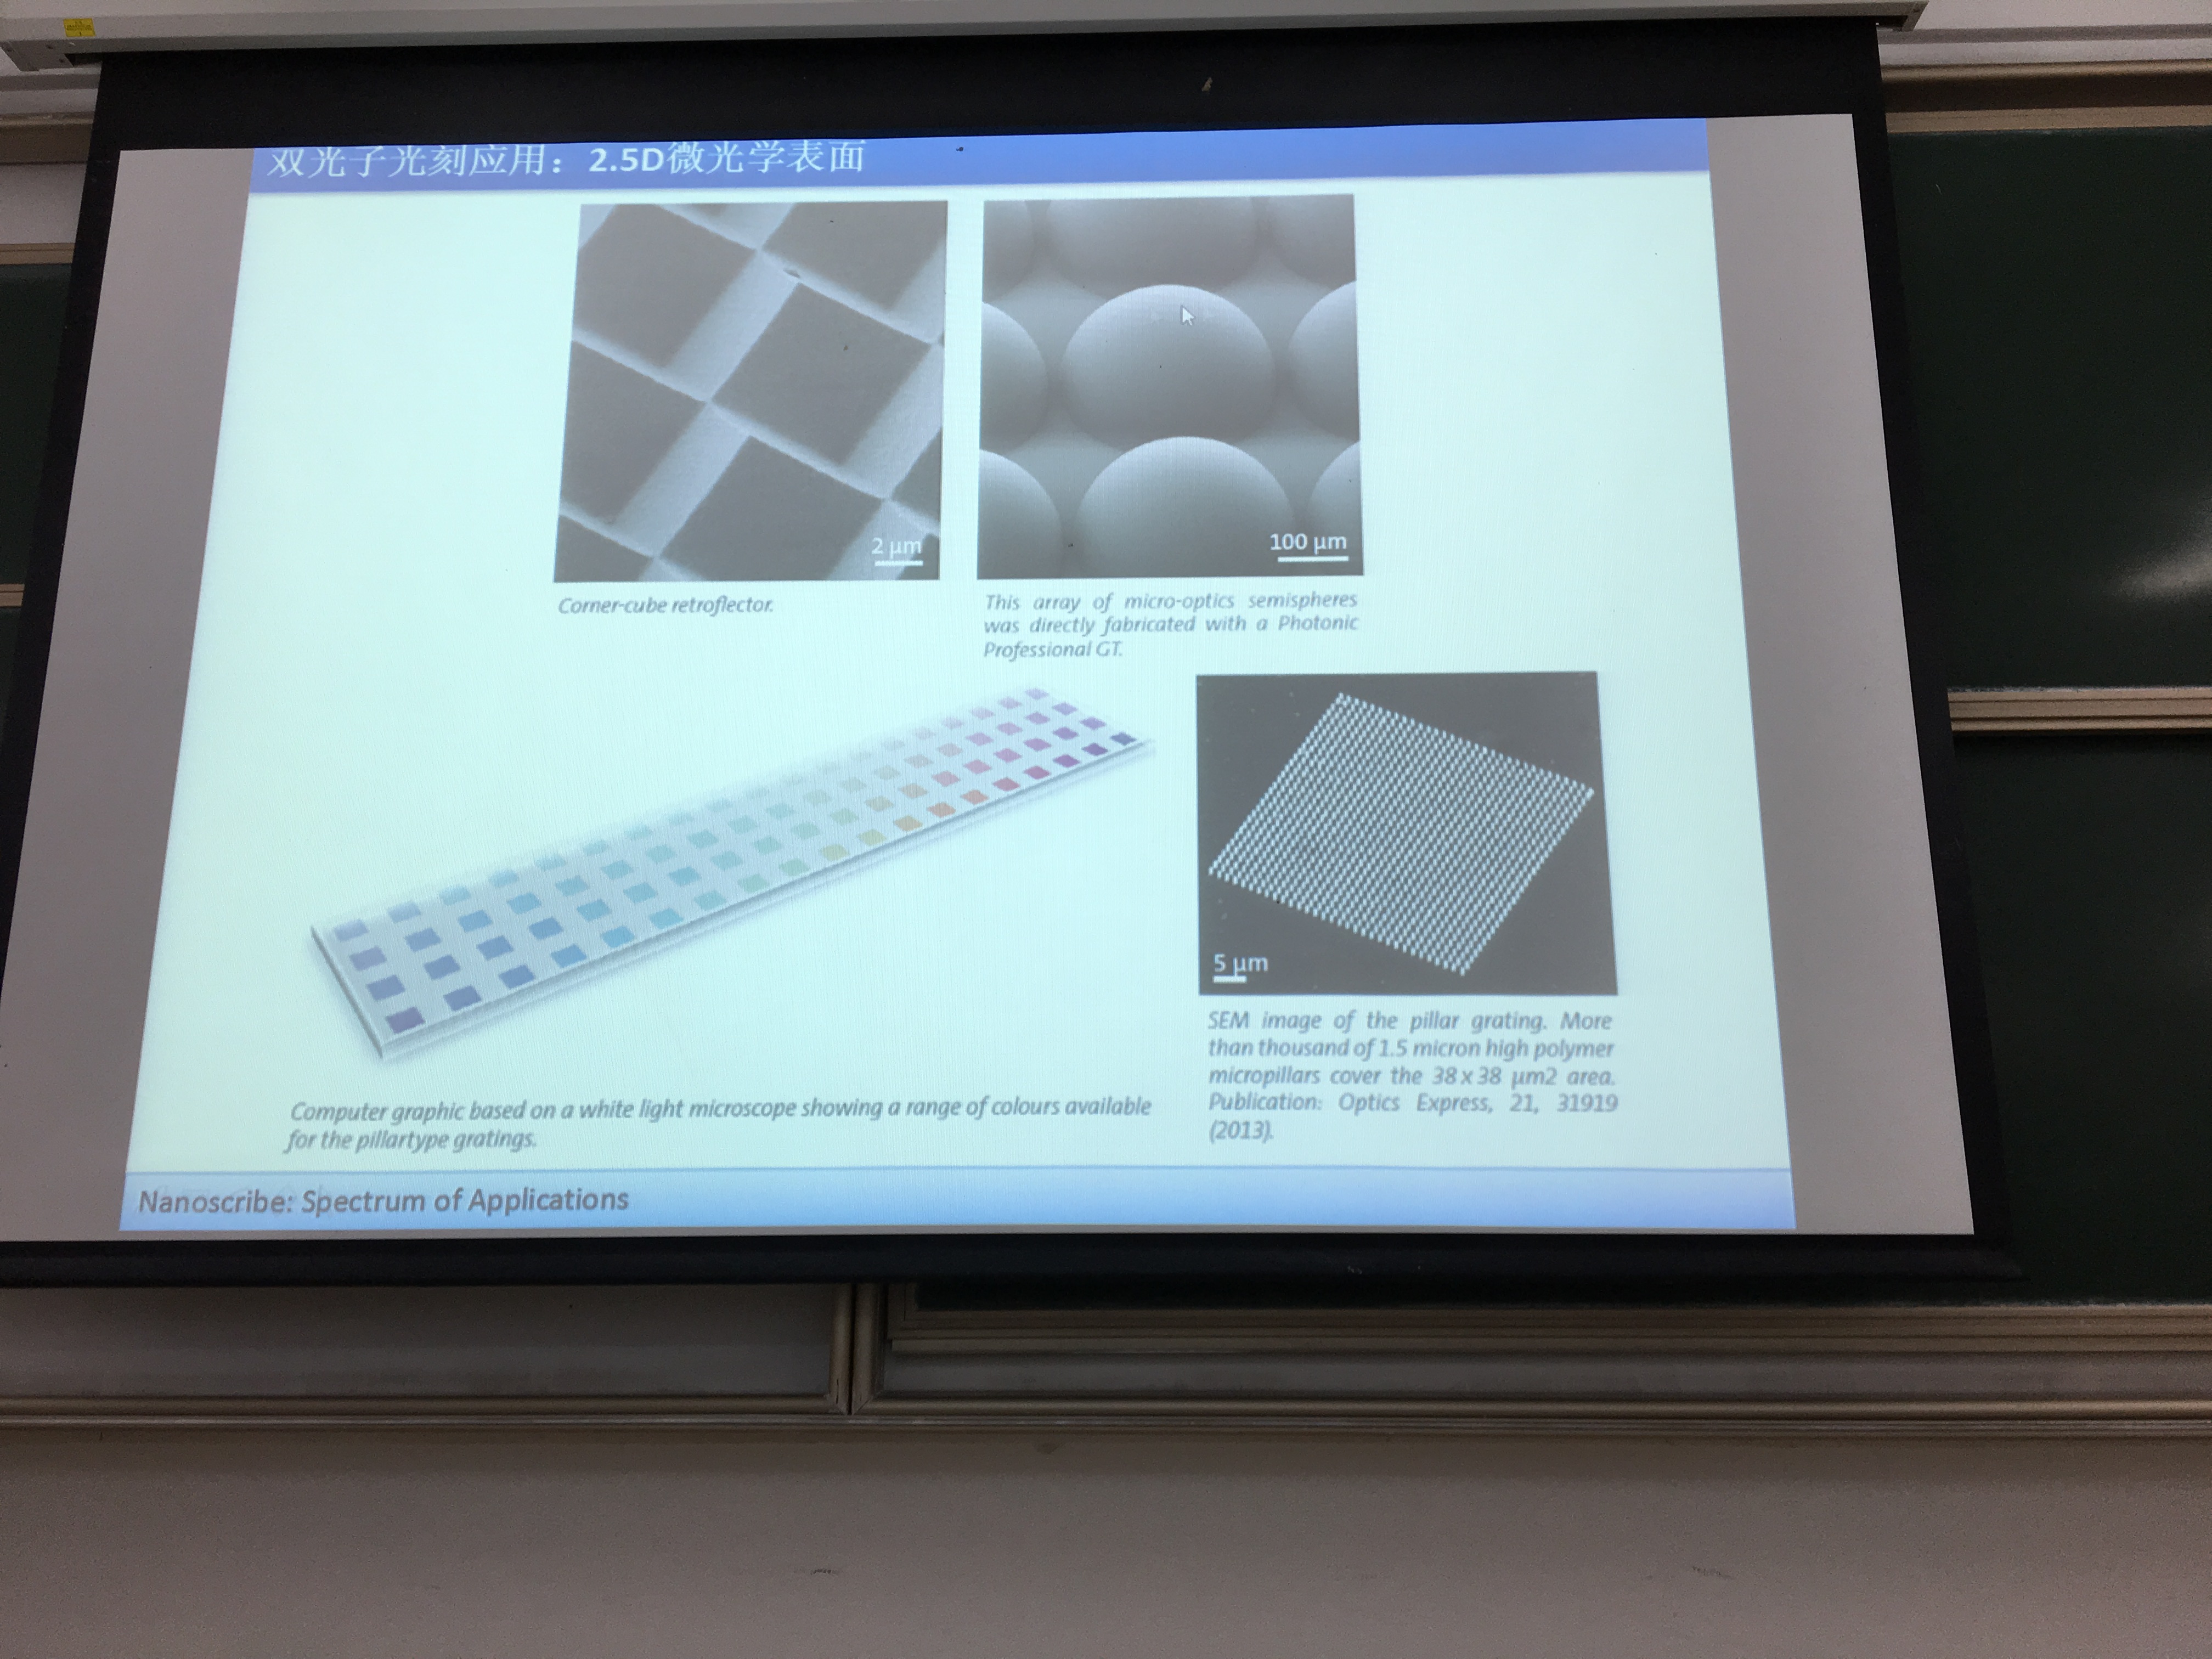 双光子光刻应用：2.5D微光学表面
2 µm
100 µm
Corner-cube retroflector.
This array of micro-optics semispheres
was directly fabricated with a Photonic
Professional GT.
5 µm
SEM image of the pillar grating. More
than thousand of 1.5 micron high polymer
micropillars cover the 38 x 38 µm2 area.
Publication: Optics Express, 21, 31919
(2013).
Computer graphic based on a white light microscope showing a range of colours available
for the pillartype gratings.
Nanoscribe: Spectrum of Applications